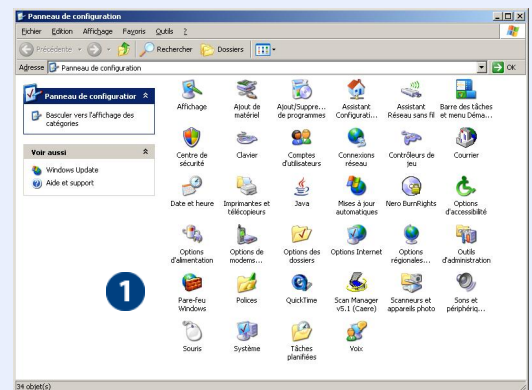 Panneau de configuration
Fichier Edition Affichage Favoris Outils ?
Précédente Rechercher Dossiers
Adresse Panneau de configuration OK
Panneau de configuration
Basculer vers l'affichage des
catégories
Voir aussi
Windows Update
Aide et support
Affichage
Ajout de
matériel
Ajout/Suppre...
de programmes
Assistant
Configurati...
Assistant
Réseau sans fil
Barre des tâches
et menu Déma...
Centre de
sécurité
Clavier
Comptes
d'utilisateurs
Connexions
réseau
Contrôleurs de
jeu
Courrier
Date et heure
Imprimantes et
télécopieurs
Java
Mises à jour
automatiques
Nero BurnRights
Options
d'accessibilité
Options
d'alimentation
Options de
modems...
Options des
dossiers
Options Internet
Options
régionales...
Outils
d'administration
Pare-feu
Windows
Polices
QuickTime
Scan Manager
v5.1 (Caere)
Scanneurs et
appareils photo
Sons et
périphériq...
Souris
Système
Tâches
planifiées
Voix
1
34 objet(s)